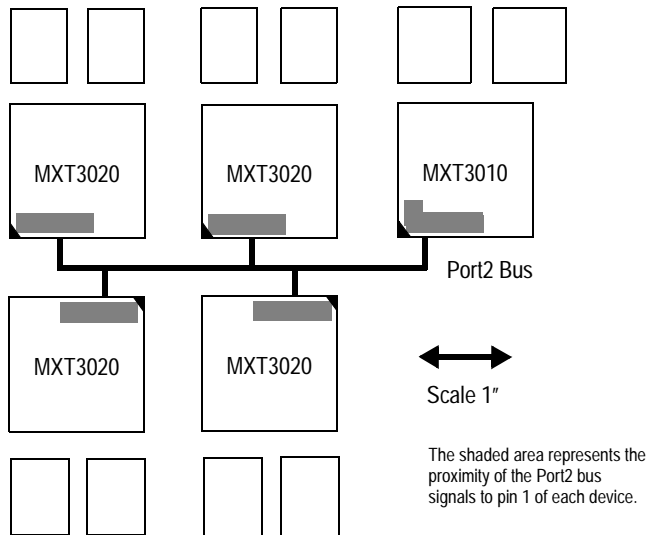 MXT3020
MXT3020
MXT3010
Port2 Bus
MXT3020
MXT3020
Scale 1″
The shaded area represents the
proximity of the Port2 bus
signals to pin 1 of each device.